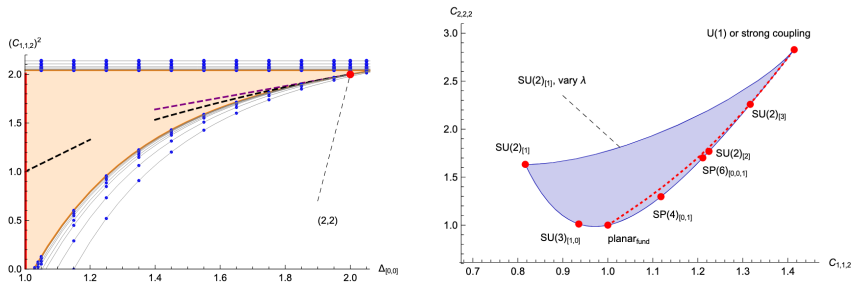 (C₁,₁,₂)²
2.0
1.5
1.0
0.5
0.0
1.0
1.2
1.4
1.6
1.8
2.0
Δ[0,0]
(2,2)
C₂,₂,₂
3.0
2.5
2.0
1.5
1.0
0.7
0.8
0.9
1.0
1.1
1.2
1.3
1.4
C₁,₁,₂
U(1) or strong coupling
SU(2)[1], vary λ
SU(2)[3]
SU(2)[1]
SU(2)[2]
SP(6)[0,0,1]
SP(4)[0,1]
SU(3)[1,0]
planar_fund